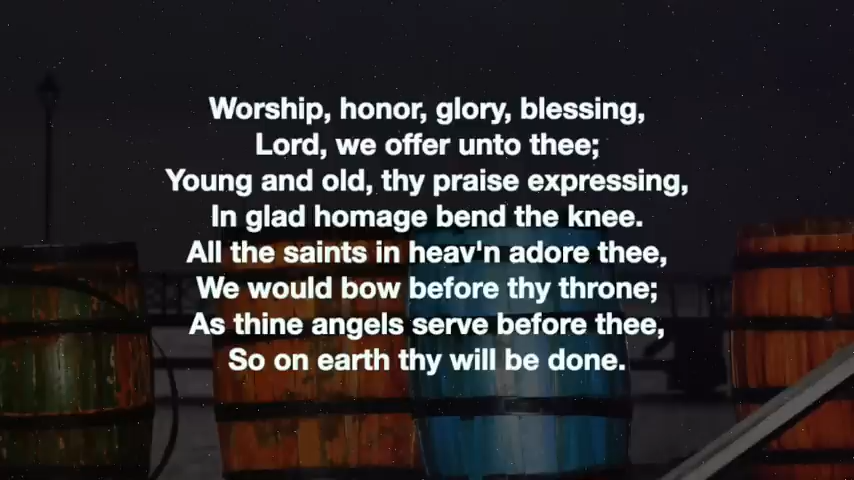 Worship, honor, glory, blessing,
Lord, we offer unto thee;
Young and old, thy praise expressing,
In glad homage bend the knee.
All the saints in heav'n adore thee,
We would bow before thy throne;
As thine angels serve before thee,
So on earth thy will be done.